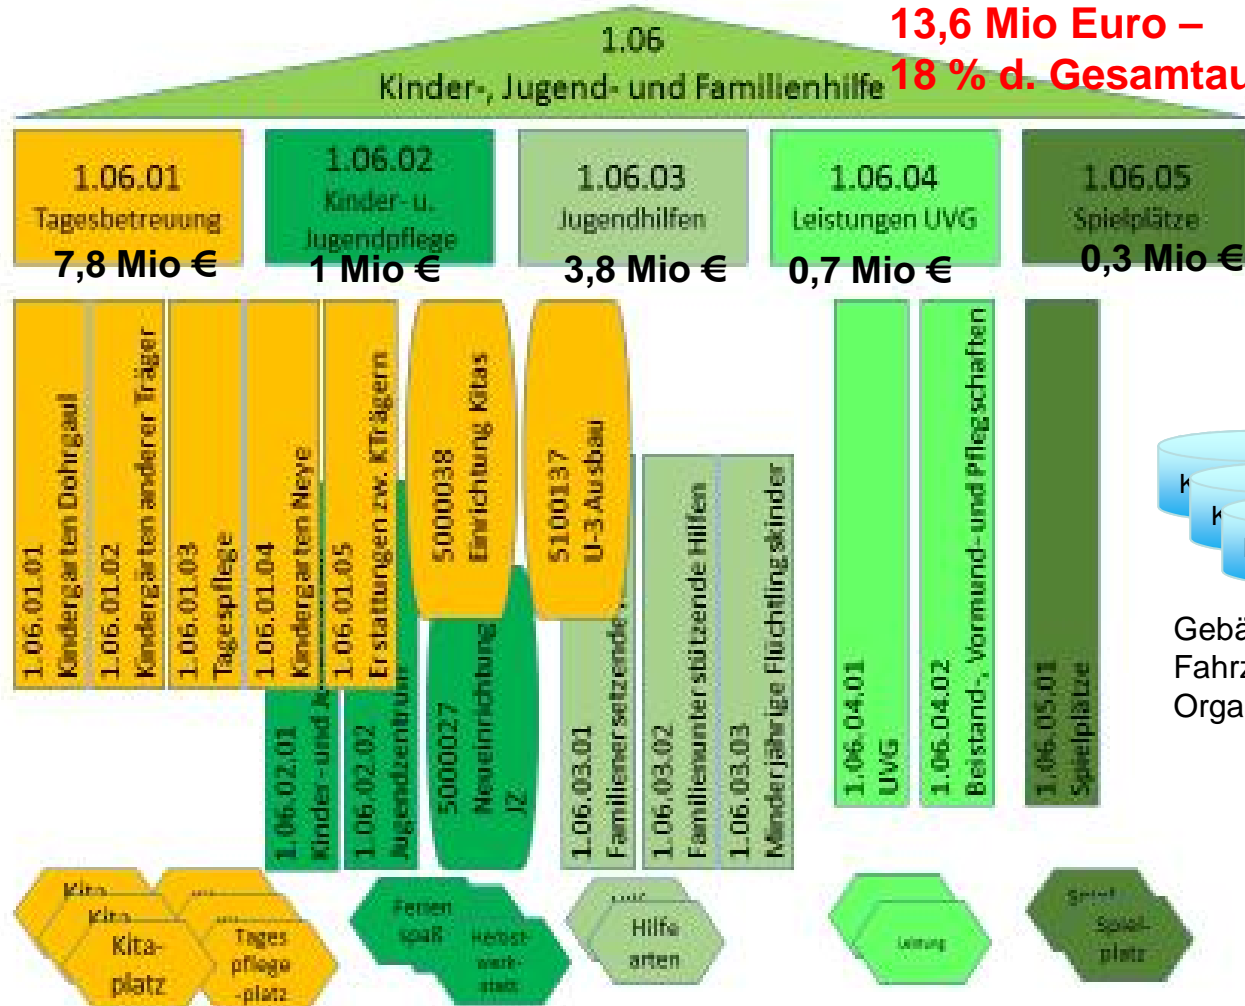 1.06
Kinder-, Jugend- und Familienhilfe
13,6 Mio Euro –
18 % d. Gesamtau
1.06.01
Tagesbetreuung
7,8 Mio €
1.06.02
Kinder- u.
Jugendpflege
1 Mio €
1.06.03
Jugendhilfen
3,8 Mio €
1.06.04
Leistungen UVG
0,7 Mio €
1.06.05
Spielplätze
0,3 Mio €
1.06.01.01
Kindergarten Dohrgaul
1.06.01.02
Kindergärten anderer Träger
1.06.01.03
Tagespflege
1.06.01.04
Kindergarten Neye
1.06.01.05
Erstattungen zw. KTrägern
5000038
Einrichtung Kitas
5100137
U-3 Ausbau
1.06.02.01
Kinder- und
1.06.02.02
Jugendzentrum
5000027
Neueinrichtung
JZ
1.06.03.01
Familienersetzende
1.06.03.02
Familienunterstützende Hilfen
1.06.03.03
Minderjährige Flüchtlingskinder
1.06.04.01
UVG
1.06.04.02
Beistand-, Vormund- und Pflegschaften
1.06.05.01
Spielplätze
K
K
Gebä
Fahrz
Orga
Kita
Kita
Kita-
platz
Tages
pflege
-platz
Ferien
spaß
Herbst-
werk-
statt
Hilfe
arten
Leistung
Spiel-
platz